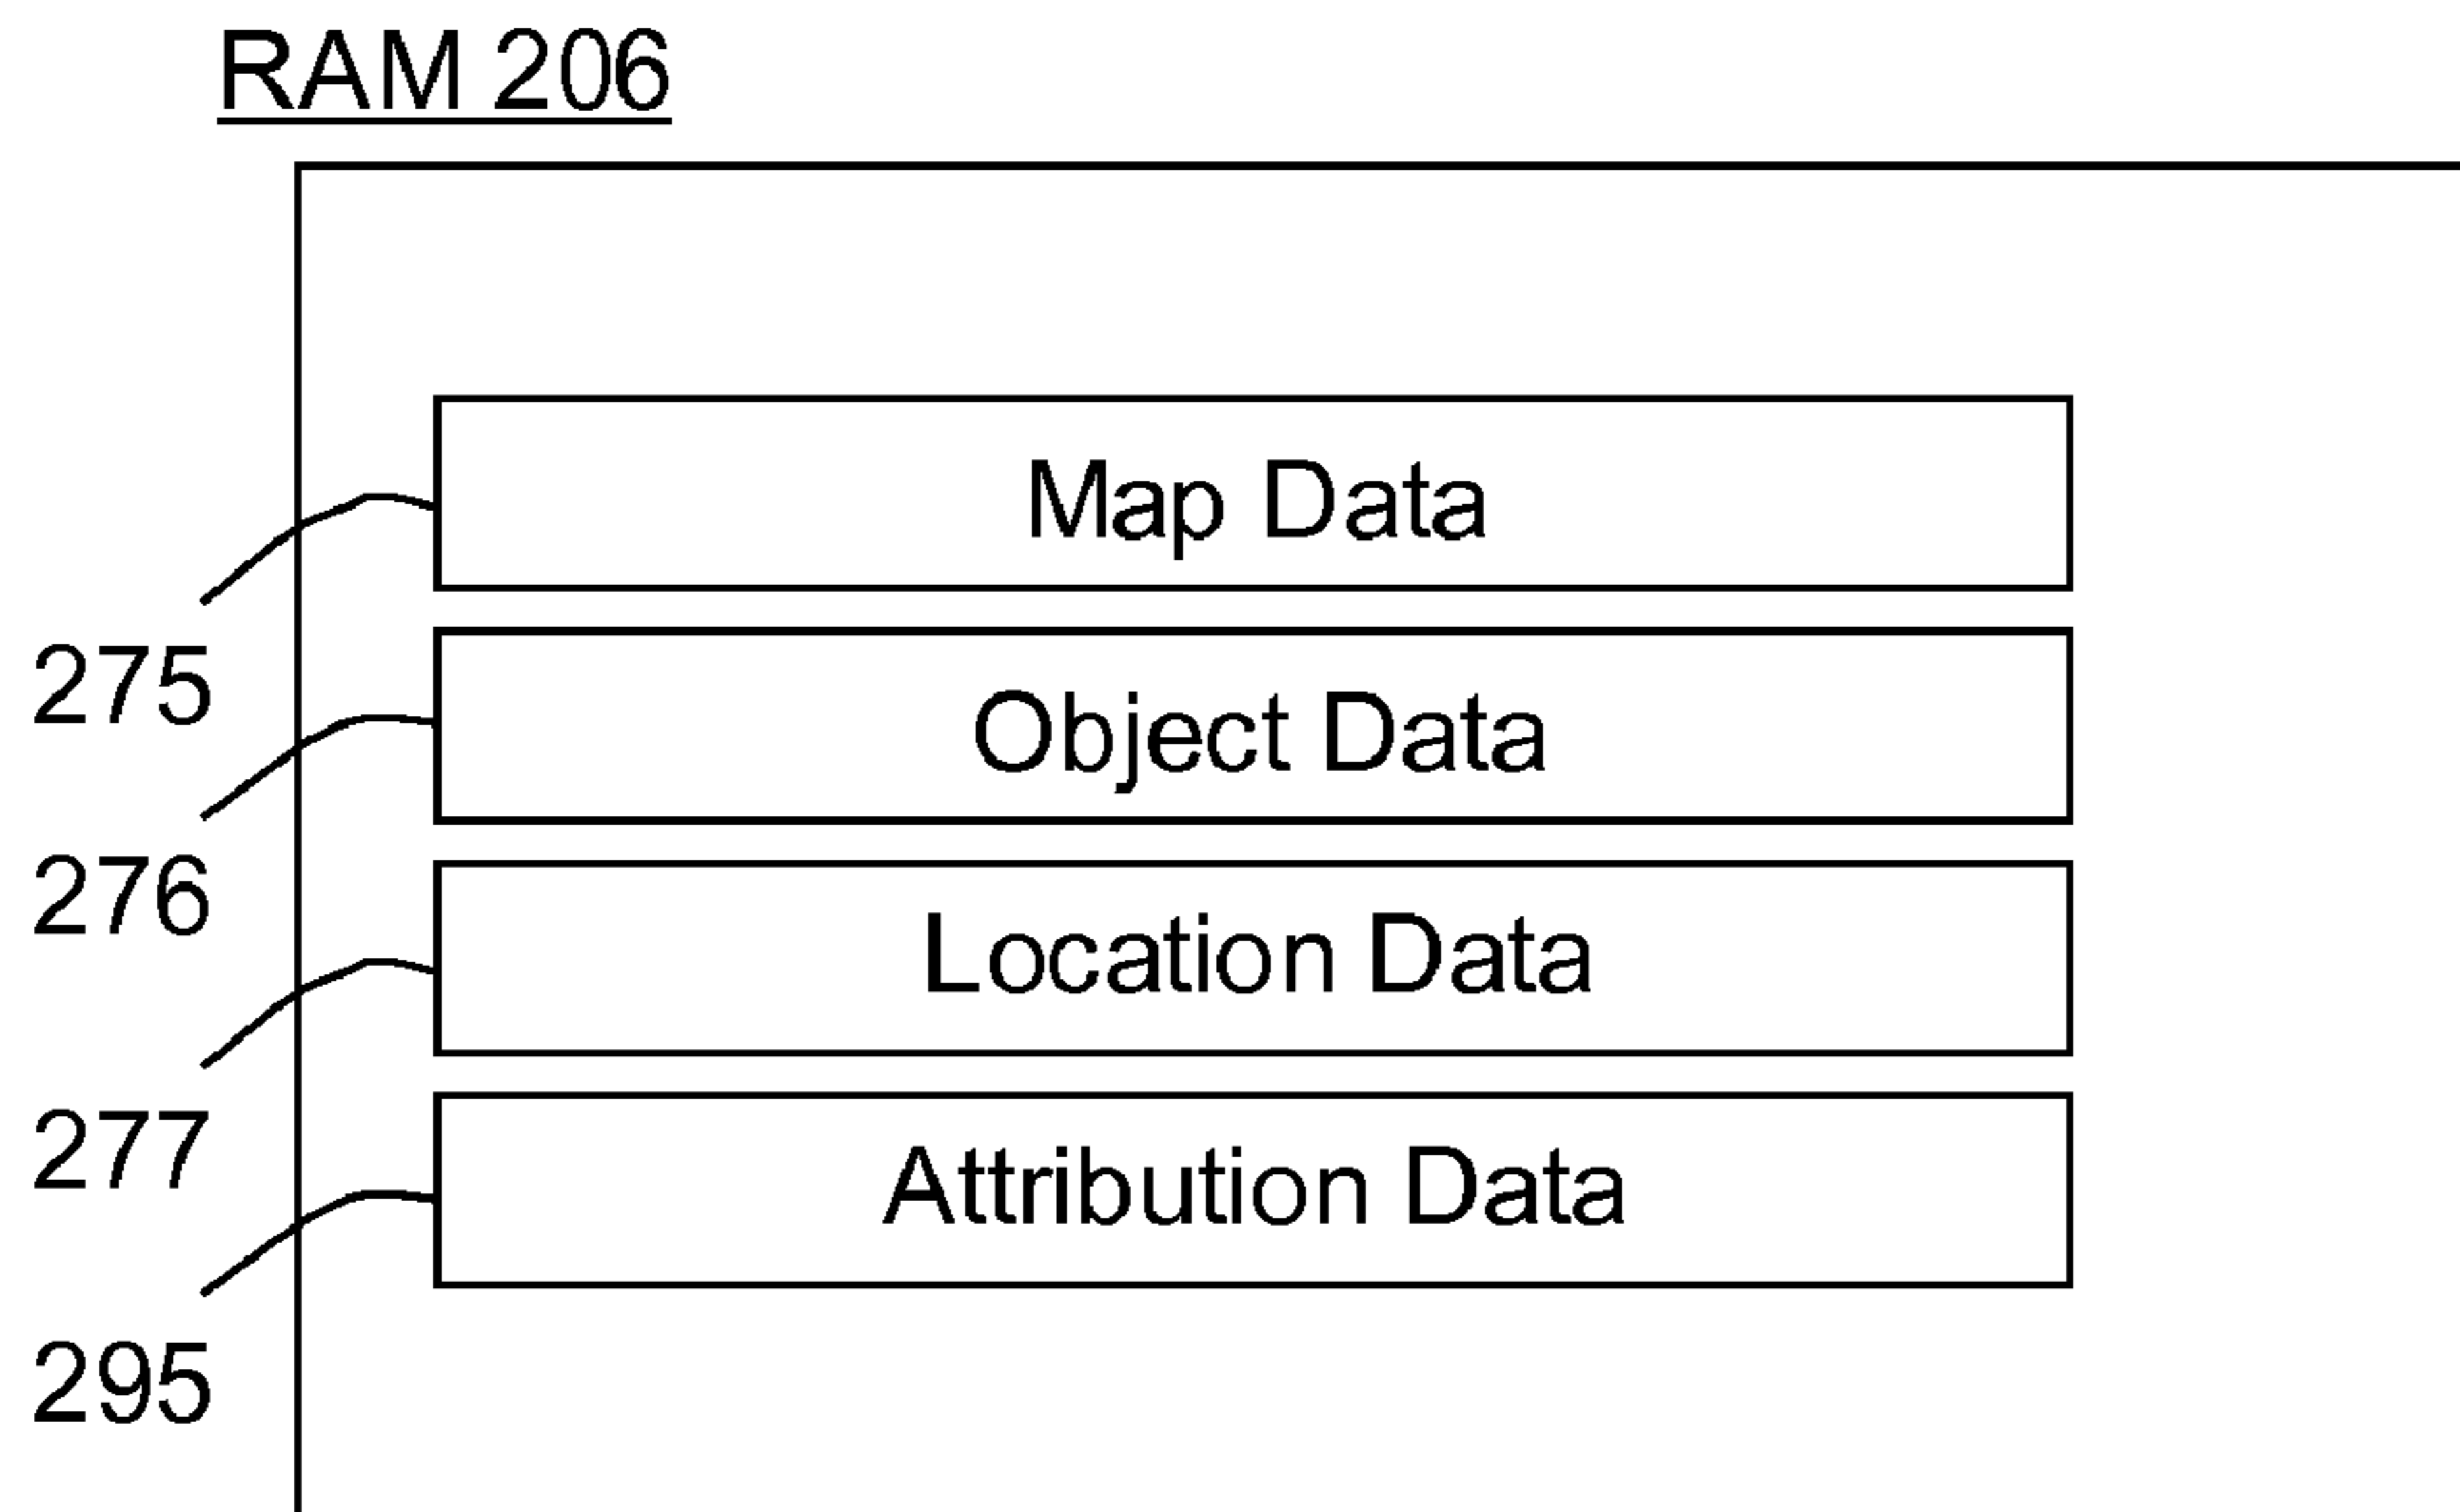 RAM 206
Map Data
275
Object Data
276
Location Data
277
Attribution Data
295